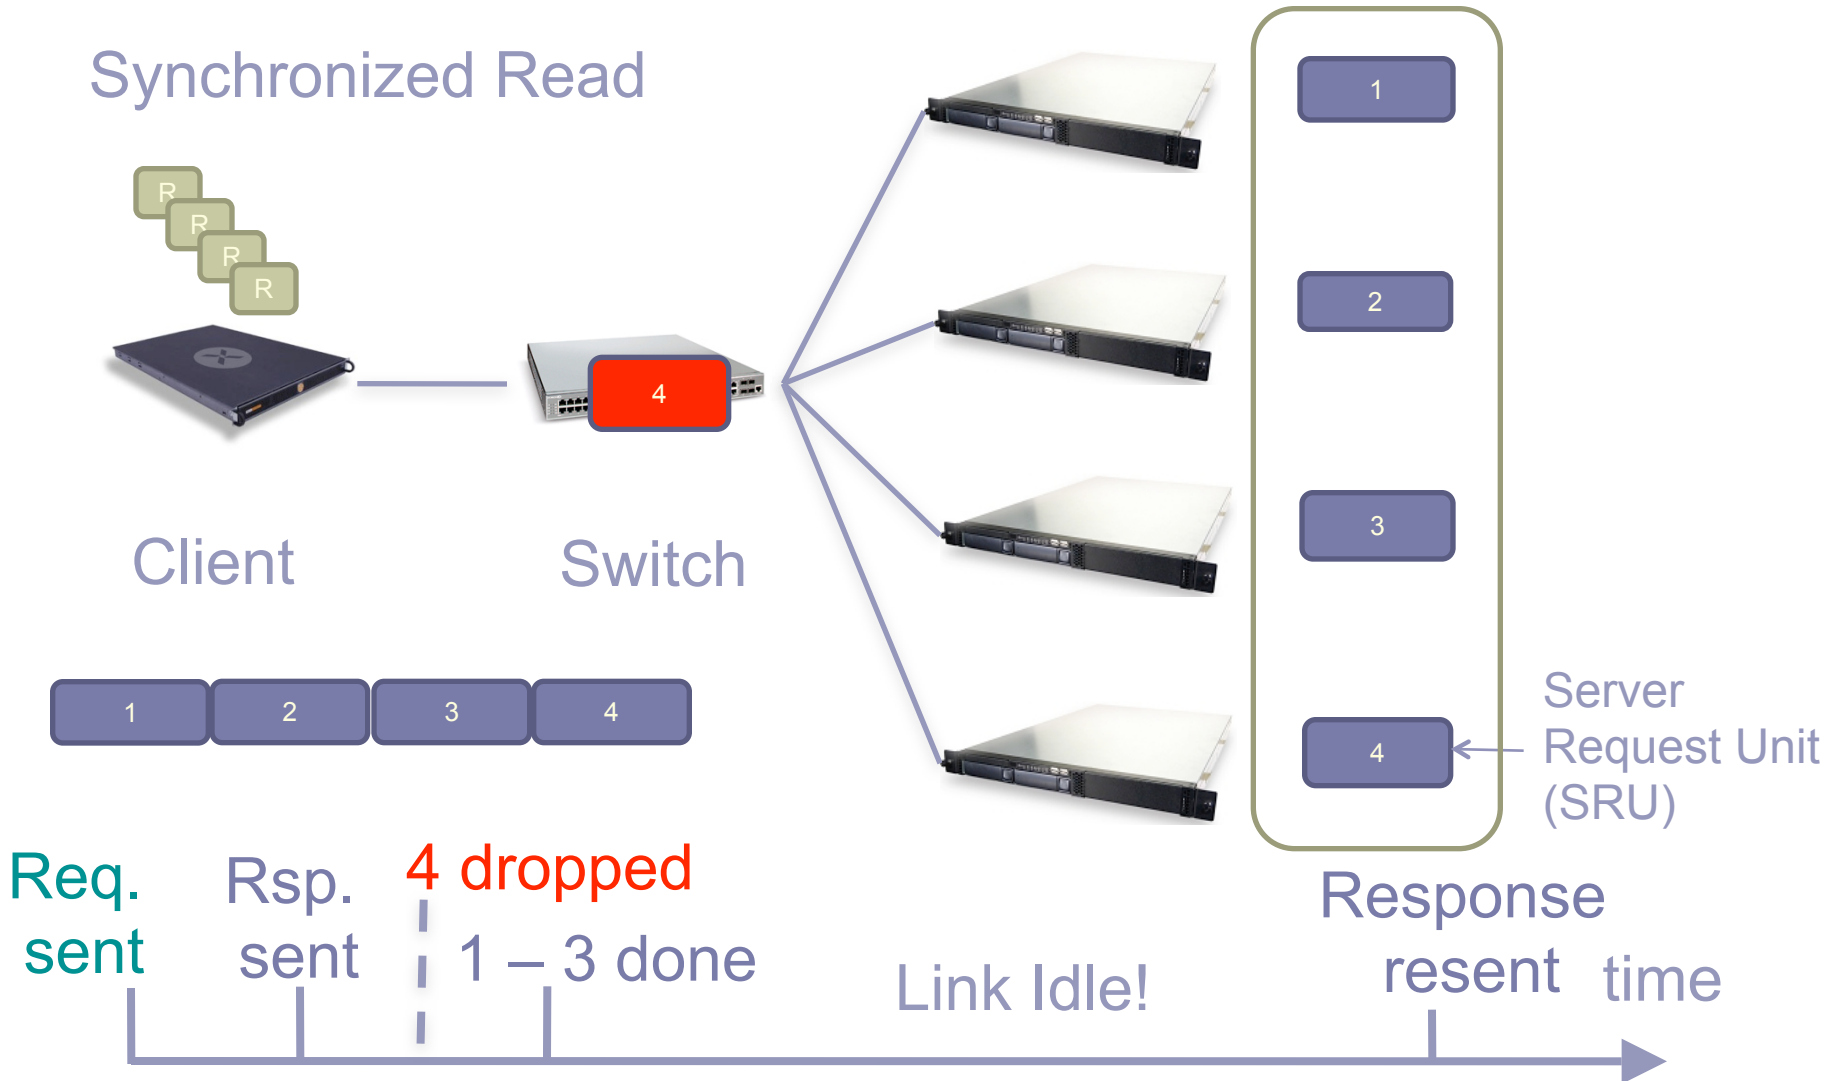 Synchronized Read
1
R
R
R
R
2
4
3
Client
Switch
1 2 3 4
4
Server
Request Unit
(SRU)
Req.
sent
Rsp.
sent
4 dropped
1 – 3 done
Link Idle!
Response
resent
time